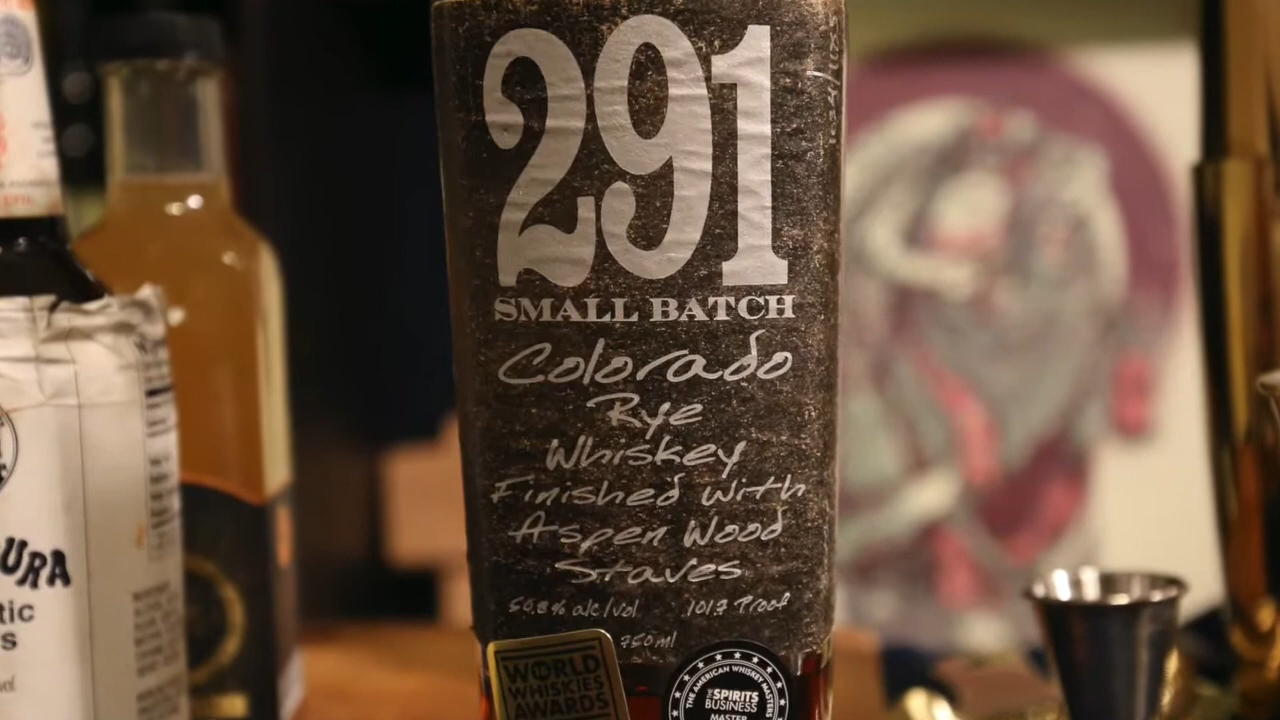 291
SMALL BATCH
Colorado
Rye
Whiskey
Finished with
Aspen Wood
Staves
50.8% alc/vol 101.7 Proof
750ml
WORLD
WHISKIES
AWARDS
THE AMERICAN WHISKEY MASTERS
THE SPIRITS
BUSINESS
MASTER
URA
tic
s